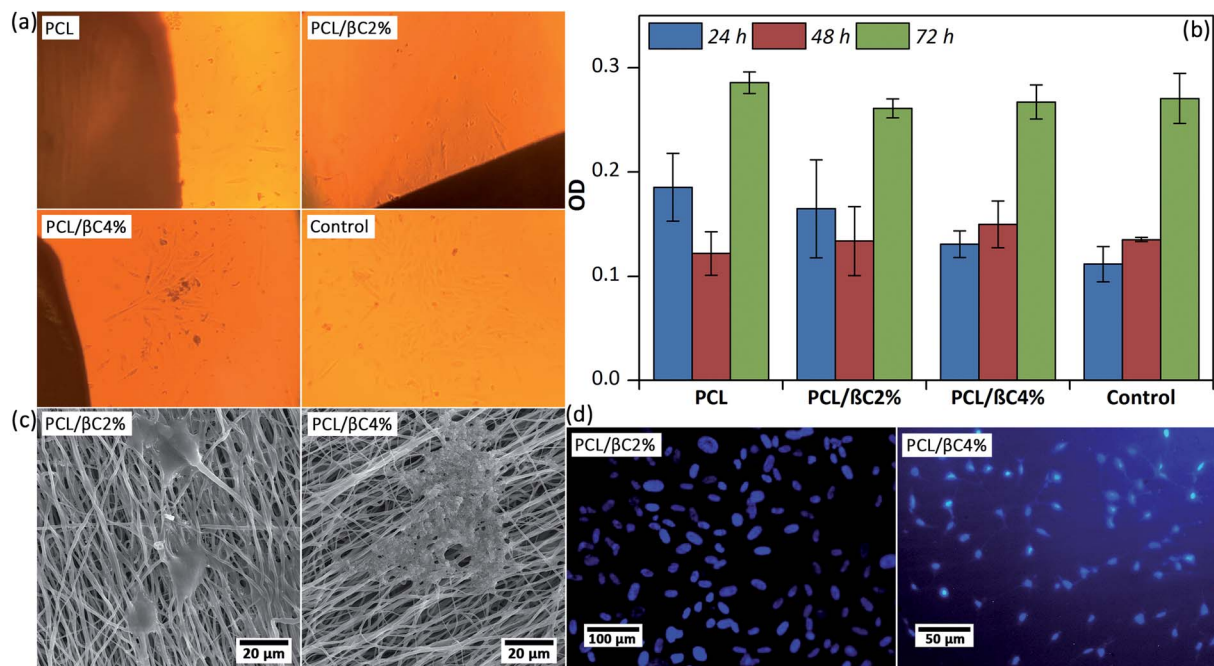 (a)
PCL
PCL/βC2%
PCL/βC4%
Control
(b)
24 h 48 h 72 h
OD
0.3
0.2
0.1
0.0
PCL PCL/ßC2% PCL/ßC4% Control
(c)
PCL/βC2%
20 µm
PCL/βC4%
20 µm
(d)
PCL/βC2%
100 µm
PCL/βC4%
50 µm